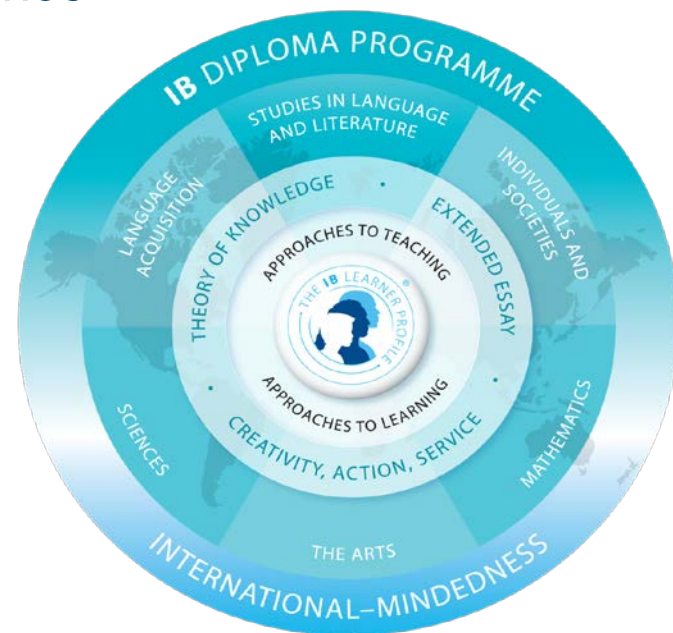 IB DIPLOMA PROGRAMME
STUDIES IN LANGUAGE
AND LITERATURE
INDIVIDUALS AND
SOCIETIES
MATHEMATICS
THE ARTS
SCIENCES
LANGUAGE
ACQUISITION
THEORY OF KNOWLEDGE
EXTENDED ESSAY
CREATIVITY, ACTION, SERVICE
APPROACHES TO TEACHING
APPROACHES TO LEARNING
THE IB LEARNER PROFILE®
INTERNATIONAL–MINDEDNESS